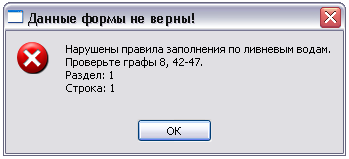 Данные формы не верны!
Нарушены правила заполнения по ливневым водам.
Проверьте графы 8, 42-47.
Раздел: 1
Строка: 1
OK